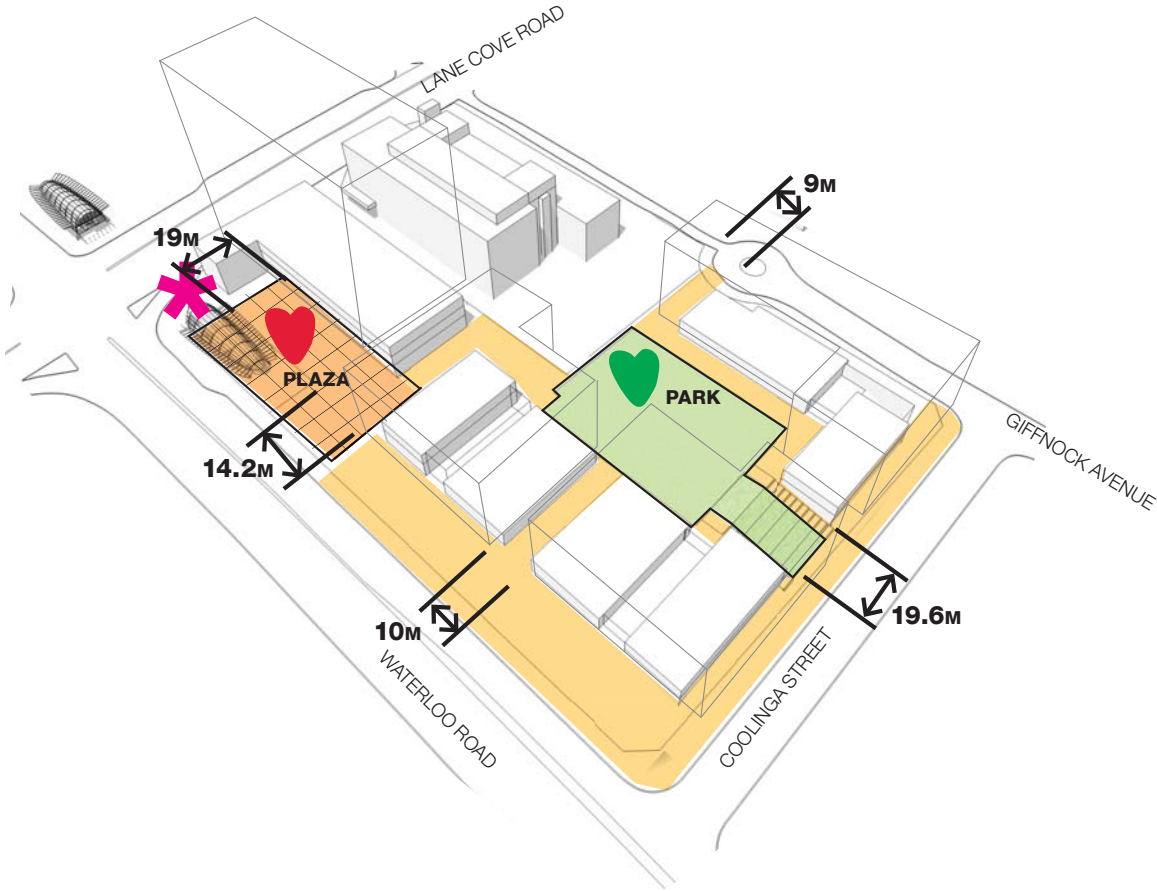 LANE COVE ROAD
9M
19M
PLAZA
PARK
GIFFNOCK AVENUE
14.2M
10M
19.6M
WATERLOO ROAD
COOLINGA STREET